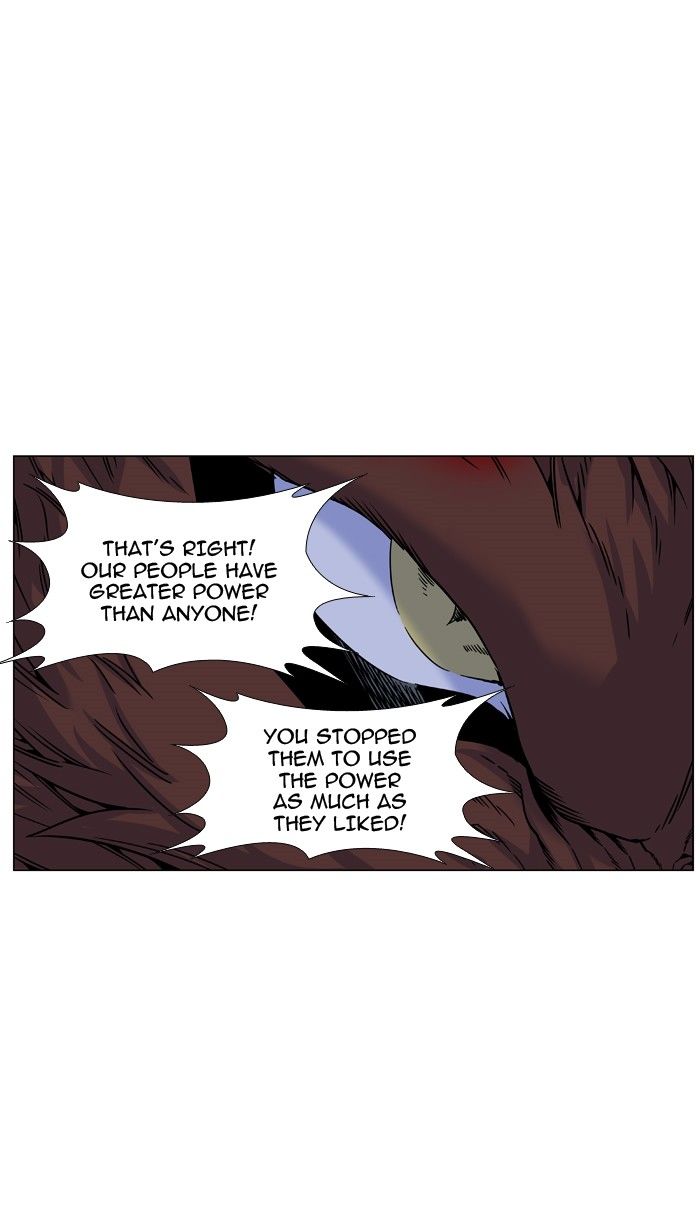 THAT'S RIGHT!
OUR PEOPLE HAVE
GREATER POWER
THAN ANYONE!
YOU STOPPED
THEM TO USE
THE POWER
AS MUCH AS
THEY LIKED!